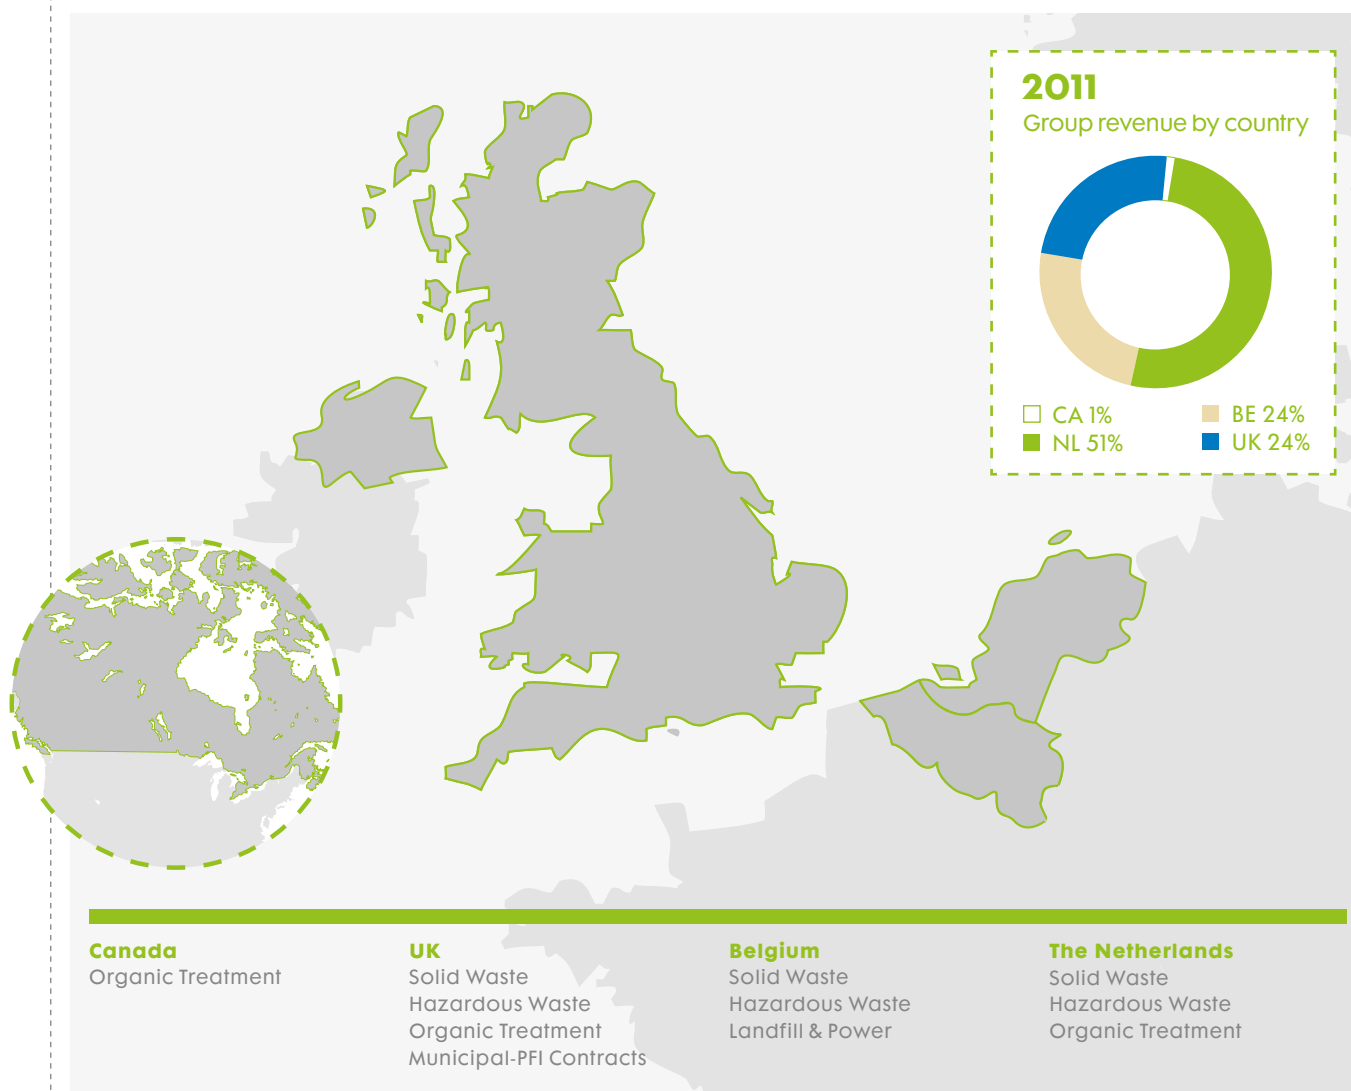 2011
Group revenue by country
CA 1%
BE 24%
NL 51%
UK 24%
Canada
Organic Treatment
UK
Solid Waste
Hazardous Waste
Organic Treatment
Municipal-PFI Contracts
Belgium
Solid Waste
Hazardous Waste
Landfill & Power
The Netherlands
Solid Waste
Hazardous Waste
Organic Treatment